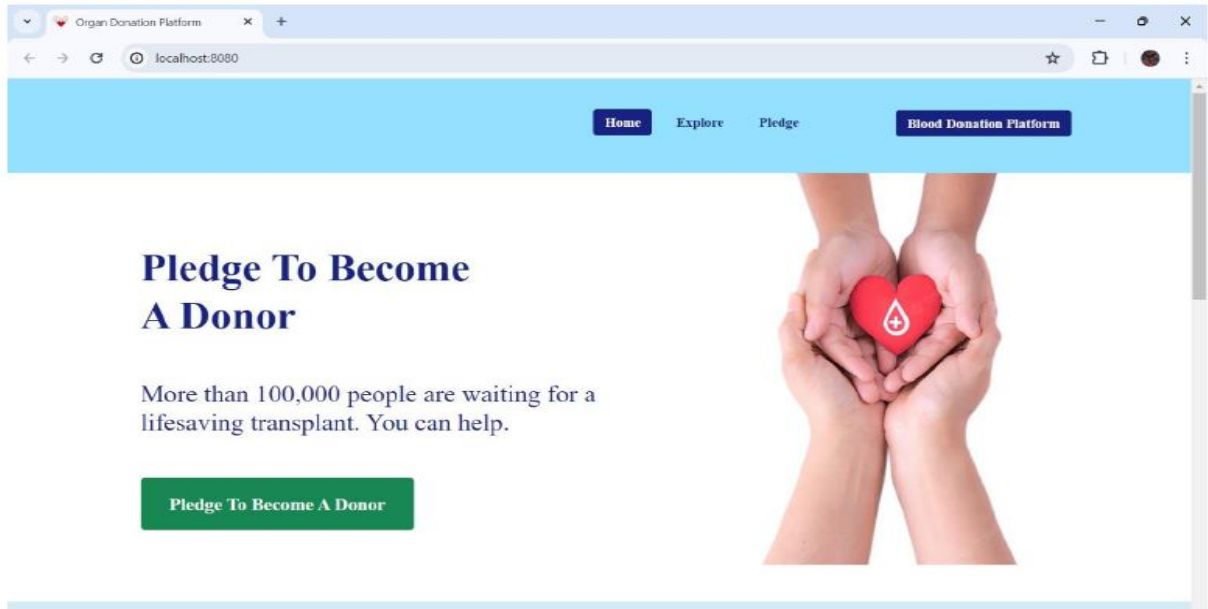 Organ Donation Platform
localhost:8080
Home Explore Pledge Blood Donation Platform
Pledge To Become
A Donor
More than 100,000 people are waiting for a
lifesaving transplant. You can help.
Pledge To Become A Donor